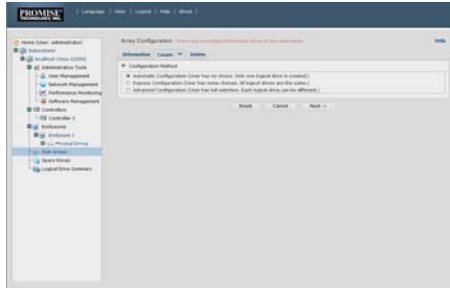 PROMISE
TECHNOLOGY, INC.
| Language | View | Logout | Help | About |
Home (User: administrator)
Subsystems
Administrative Tools
User Management
Network Management
Performance Monitoring
Software Management
Controllers
Controller 1
Enclosures
Enclosure 1
Physical Drives
Disk Arrays
Spare Drives
Logical Drive Summary
Array Configuration
Help
Information Create Delete
Configuration Method
Automatic Configuration (User has no choice. Only one logical drive is created.)
Express Configuration (User has some choices. All logical drives are the same.)
Advanced Configuration (User has full selection. Each logical drive can be different.)
Reset Cancel Next >